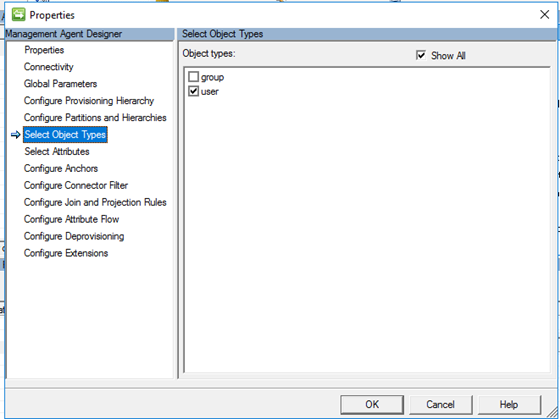 Properties
Management Agent Designer
Properties
Connectivity
Global Parameters
Configure Provisioning Hierarchy
Configure Partitions and Hierarchies
Select Object Types
Select Attributes
Configure Anchors
Configure Connector Filter
Configure Join and Projection Rules
Configure Attribute Flow
Configure Deprovisioning
Configure Extensions
Select Object Types
Object types:
Show All
group
user
OK
Cancel
Help